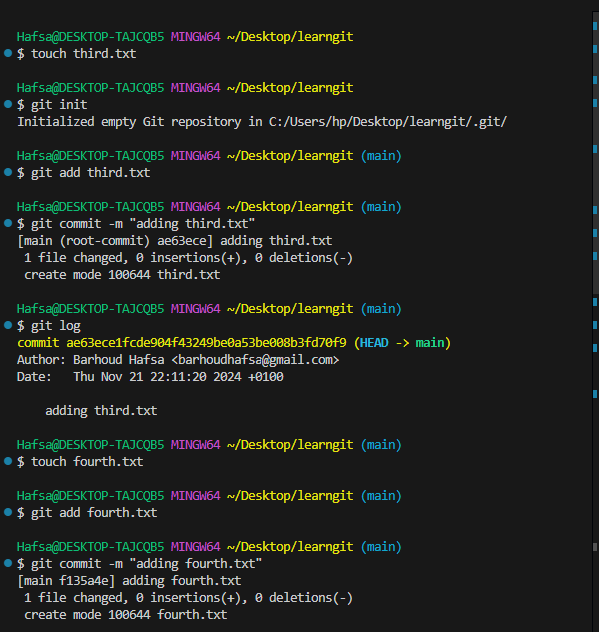 Hafsa@DESKTOP-TAJCQB5 MINGW64 ~/Desktop/learngit
$ touch third.txt
Hafsa@DESKTOP-TAJCQB5 MINGW64 ~/Desktop/learngit
$ git init
Initialized empty Git repository in C:/Users/hp/Desktop/learngit/.git/
Hafsa@DESKTOP-TAJCQB5 MINGW64 ~/Desktop/learngit (main)
$ git add third.txt
Hafsa@DESKTOP-TAJCQB5 MINGW64 ~/Desktop/learngit (main)
$ git commit -m "adding third.txt"
[main (root-commit) ae63ece] adding third.txt
 1 file changed, 0 insertions(+), 0 deletions(-)
 create mode 100644 third.txt
Hafsa@DESKTOP-TAJCQB5 MINGW64 ~/Desktop/learngit (main)
$ git log
commit ae63ece1fcde904f43249be0a53be008b3fd70f9 (HEAD -> main)
Author: Barhoud Hafsa <barhoudhafsa@gmail.com>
Date:   Thu Nov 21 22:11:20 2024 +0100
    adding third.txt
Hafsa@DESKTOP-TAJCQB5 MINGW64 ~/Desktop/learngit (main)
$ touch fourth.txt
Hafsa@DESKTOP-TAJCQB5 MINGW64 ~/Desktop/learngit (main)
$ git add fourth.txt
Hafsa@DESKTOP-TAJCQB5 MINGW64 ~/Desktop/learngit (main)
$ git commit -m "adding fourth.txt"
[main f135a4e] adding fourth.txt
 1 file changed, 0 insertions(+), 0 deletions(-)
 create mode 100644 fourth.txt